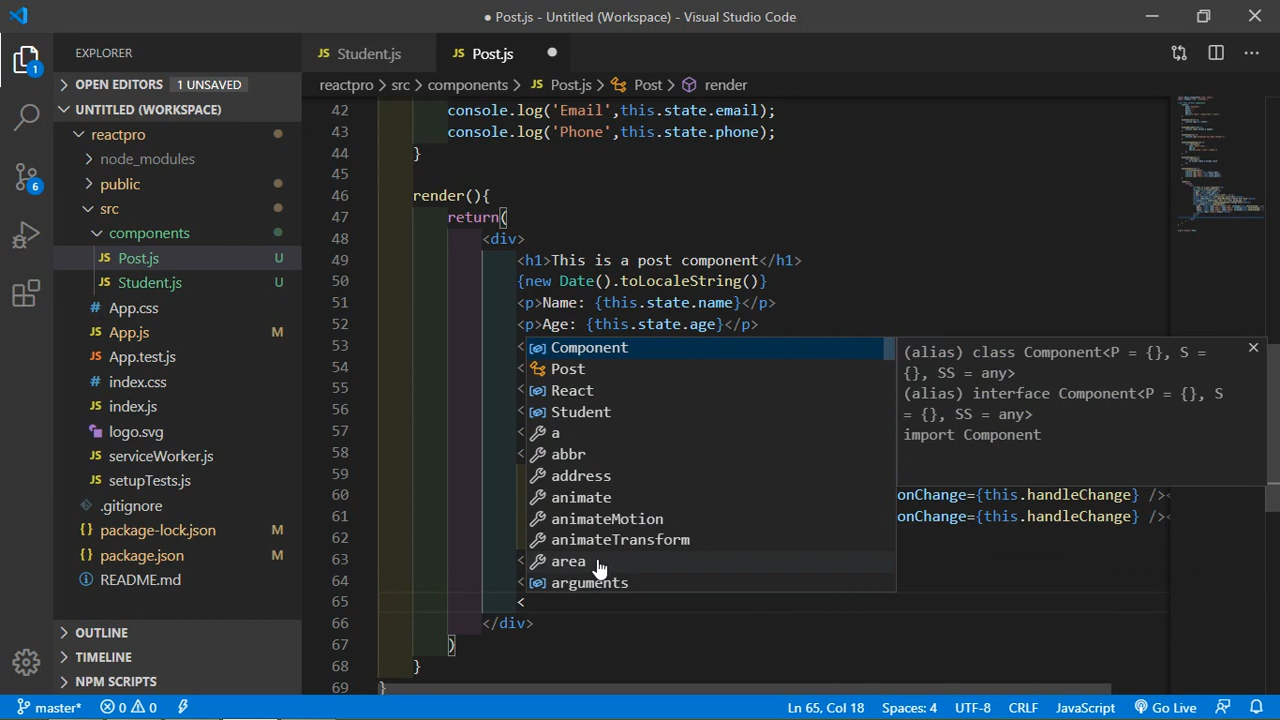 ● Post.js - Untitled (Workspace) - Visual Studio Code
1
6
EXPLORER
OPEN EDITORS 1 UNSAVED
UNTITLED (WORKSPACE)
reactpro
node_modules
public
src
components
JS Post.js U
JS Student.js U
# App.css
JS App.js M
JS App.test.js
# index.css
JS index.js
logo.svg
JS serviceWorker.js
JS setupTests.js
.gitignore
{} package-lock.json M
{} package.json M
README.md
OUTLINE
TIMELINE
NPM SCRIPTS
JS Student.js JS Post.js ●
reactpro > src > components > JS Post.js > Post > render
42 console.log('Email',this.state.email);
43 console.log('Phone',this.state.phone);
44 }
45
46 render(){
47 return(
48 <div>
49 <h1>This is a post component</h1>
50 {new Date().toLocaleString()}
51 <p>Name: {this.state.name}</p>
52 <p>Age: {this.state.age}</p>
53 <
54 <
55 <
56 <
57 <
58 <
59
60 onChange={this.handleChange} /><
61 onChange={this.handleChange} /><
62
63 <
64 <
65 <
66 </div>
67 )
68 }
69 }
Component
Post
React
Student
a
abbr
address
animate
animateMotion
animateTransform
area
arguments
(alias) class Component<P = {}, S =
{}, SS = any>
(alias) interface Component<P = {}, S
= {}, SS = any>
import Component
master* 0 0 Ln 65, Col 18 Spaces: 4 UTF-8 CRLF JavaScript Go Live